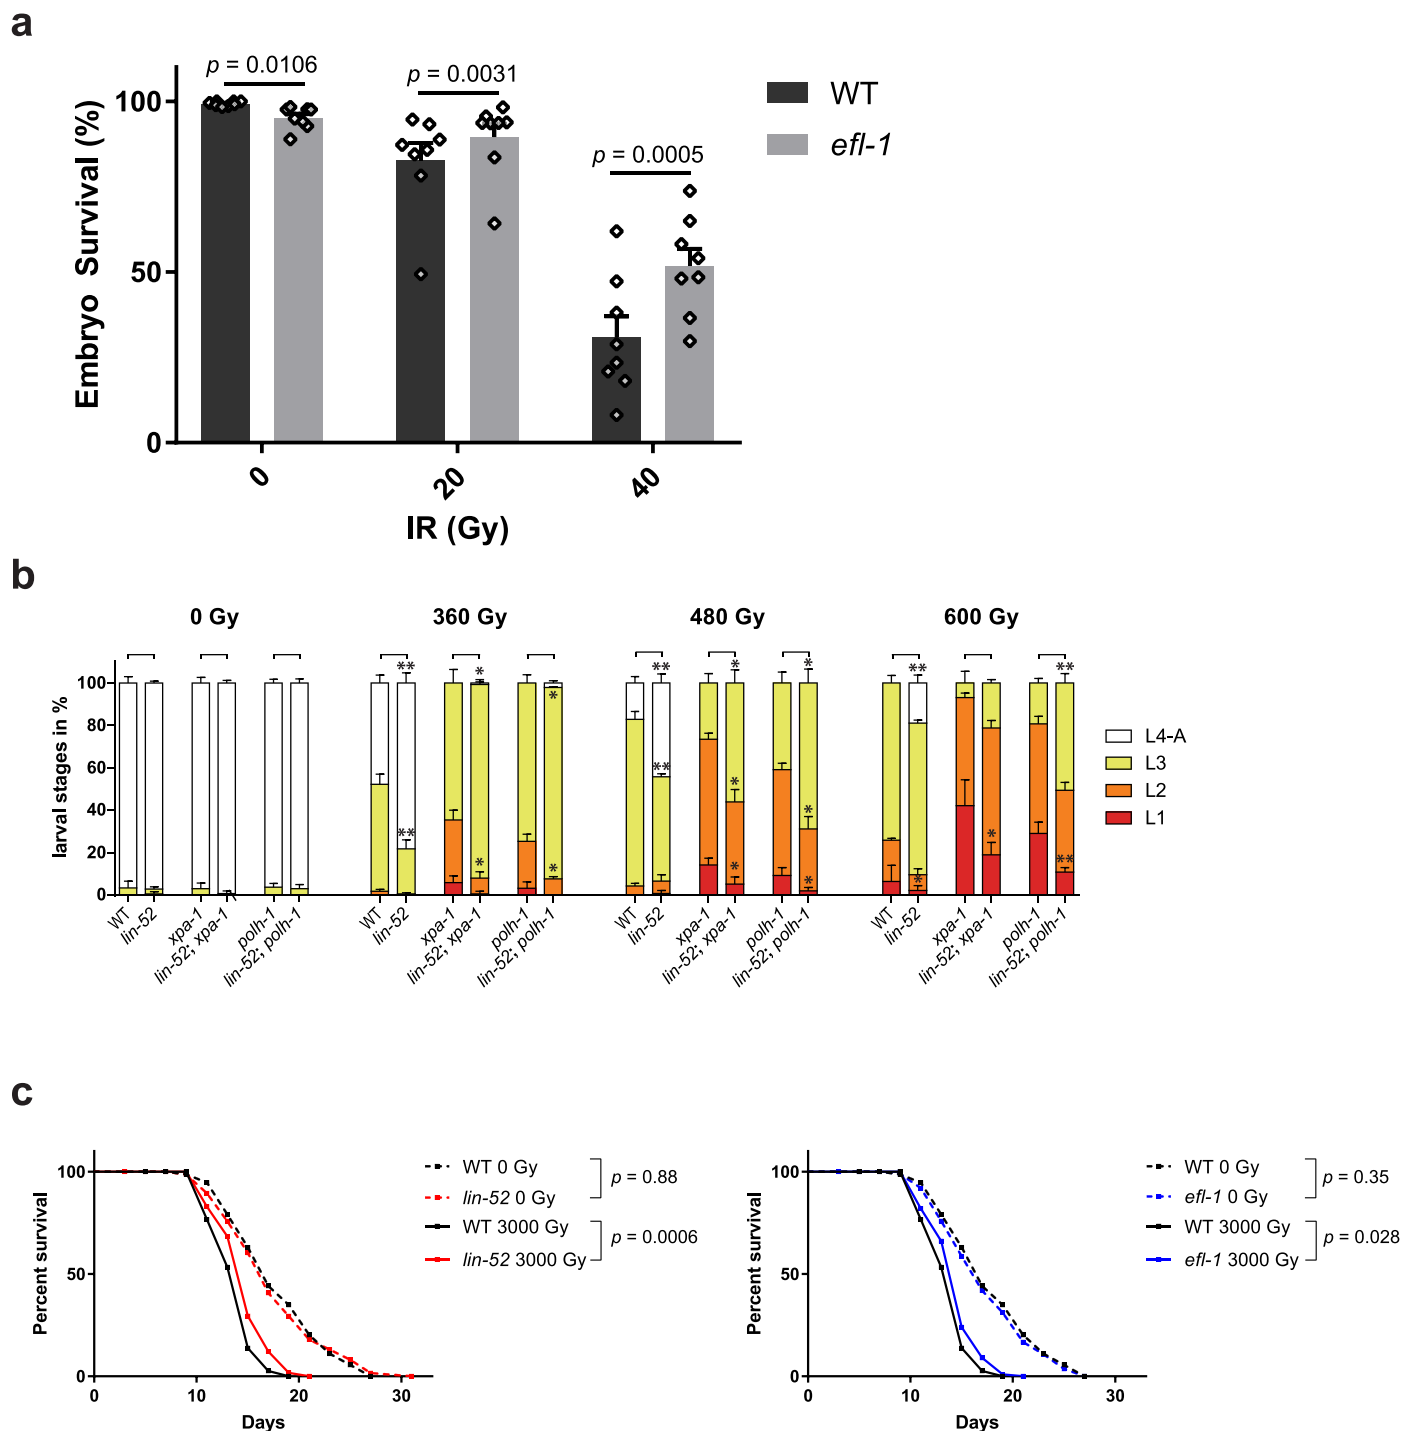 a
p = 0.0106
p = 0.0031
p = 0.0005
WT
efl-1
100
50
0
Embryo Survival (%)
0
20
40
IR (Gy)
b
0 Gy
360 Gy
480 Gy
600 Gy
** * ** * * ** **
100
80
60
40
20
0
larval stages in %
*
**
**
*
*
*
*
*
*
*
*
*
**
L4-A
L3
L2
L1
WT
lin-52
xpa-1
lin-52; xpa-1
polh-1
lin-52; polh-1
WT
lin-52
xpa-1
lin-52; xpa-1
polh-1
lin-52; polh-1
WT
lin-52
xpa-1
lin-52; xpa-1
polh-1
lin-52; polh-1
WT
lin-52
xpa-1
lin-52; xpa-1
polh-1
lin-52; polh-1
c
100
50
0
Percent survival
0
10
20
30
Days
WT 0 Gy
lin-52 0 Gy
WT 3000 Gy
lin-52 3000 Gy
p = 0.88
p = 0.0006
100
50
0
Percent survival
0
10
20
30
Days
WT 0 Gy
efl-1 0 Gy
WT 3000 Gy
efl-1 3000 Gy
p = 0.35
p = 0.028